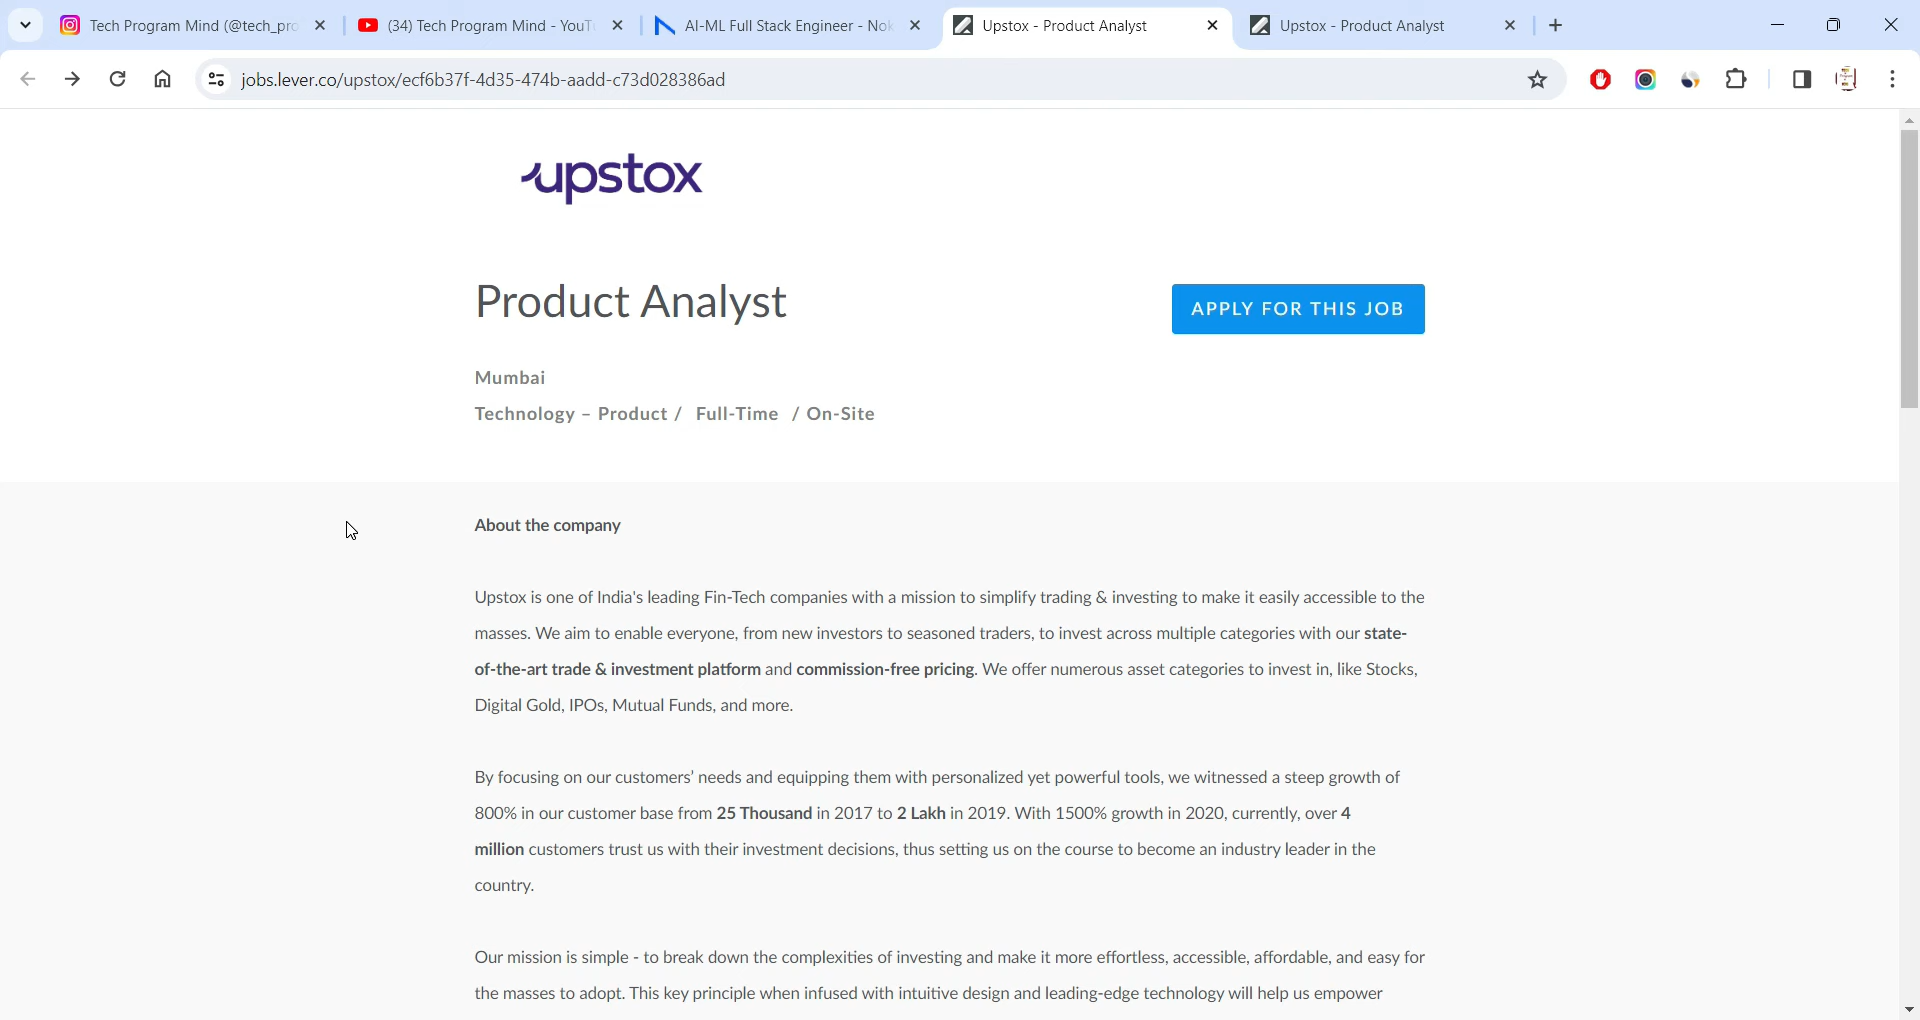 Tech Program Mind (@tech_pro
(34) Tech Program Mind - YouT
AI-ML Full Stack Engineer - Nok
Upstox - Product Analyst
Upstox - Product Analyst
jobs.lever.co/upstox/ecf6b37f-4d35-474b-aadd-c73d028386ad
upstox
Product Analyst
APPLY FOR THIS JOB
Mumbai
Technology – Product / Full-Time / On-Site
About the company
Upstox is one of India's leading Fin-Tech companies with a mission to simplify trading & investing to make it easily accessible to the
masses. We aim to enable everyone, from new investors to seasoned traders, to invest across multiple categories with our state-
of-the-art trade & investment platform and commission-free pricing. We offer numerous asset categories to invest in, like Stocks,
Digital Gold, IPOs, Mutual Funds, and more.
By focusing on our customers’ needs and equipping them with personalized yet powerful tools, we witnessed a steep growth of
800% in our customer base from 25 Thousand in 2017 to 2 Lakh in 2019. With 1500% growth in 2020, currently, over 4
million customers trust us with their investment decisions, thus setting us on the course to become an industry leader in the
country.
Our mission is simple - to break down the complexities of investing and make it more effortless, accessible, affordable, and easy for
the masses to adopt. This key principle when infused with intuitive design and leading-edge technology will help us empower